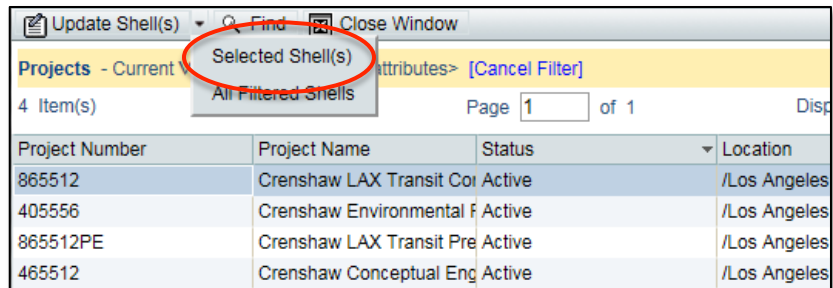 Update Shell(s) Find Close Window
Selected Shell(s)
Projects - Current V attributes> [Cancel Filter]
All Filtered Shells
4 Item(s) Page 1 of 1 Disp
Project Number Project Name Status Location
865512 Crenshaw LAX Transit Cor Active /Los Angeles
405556 Crenshaw Environmental F Active /Los Angeles
865512PE Crenshaw LAX Transit Pre Active /Los Angeles
465512 Crenshaw Conceptual Eng Active /Los Angeles